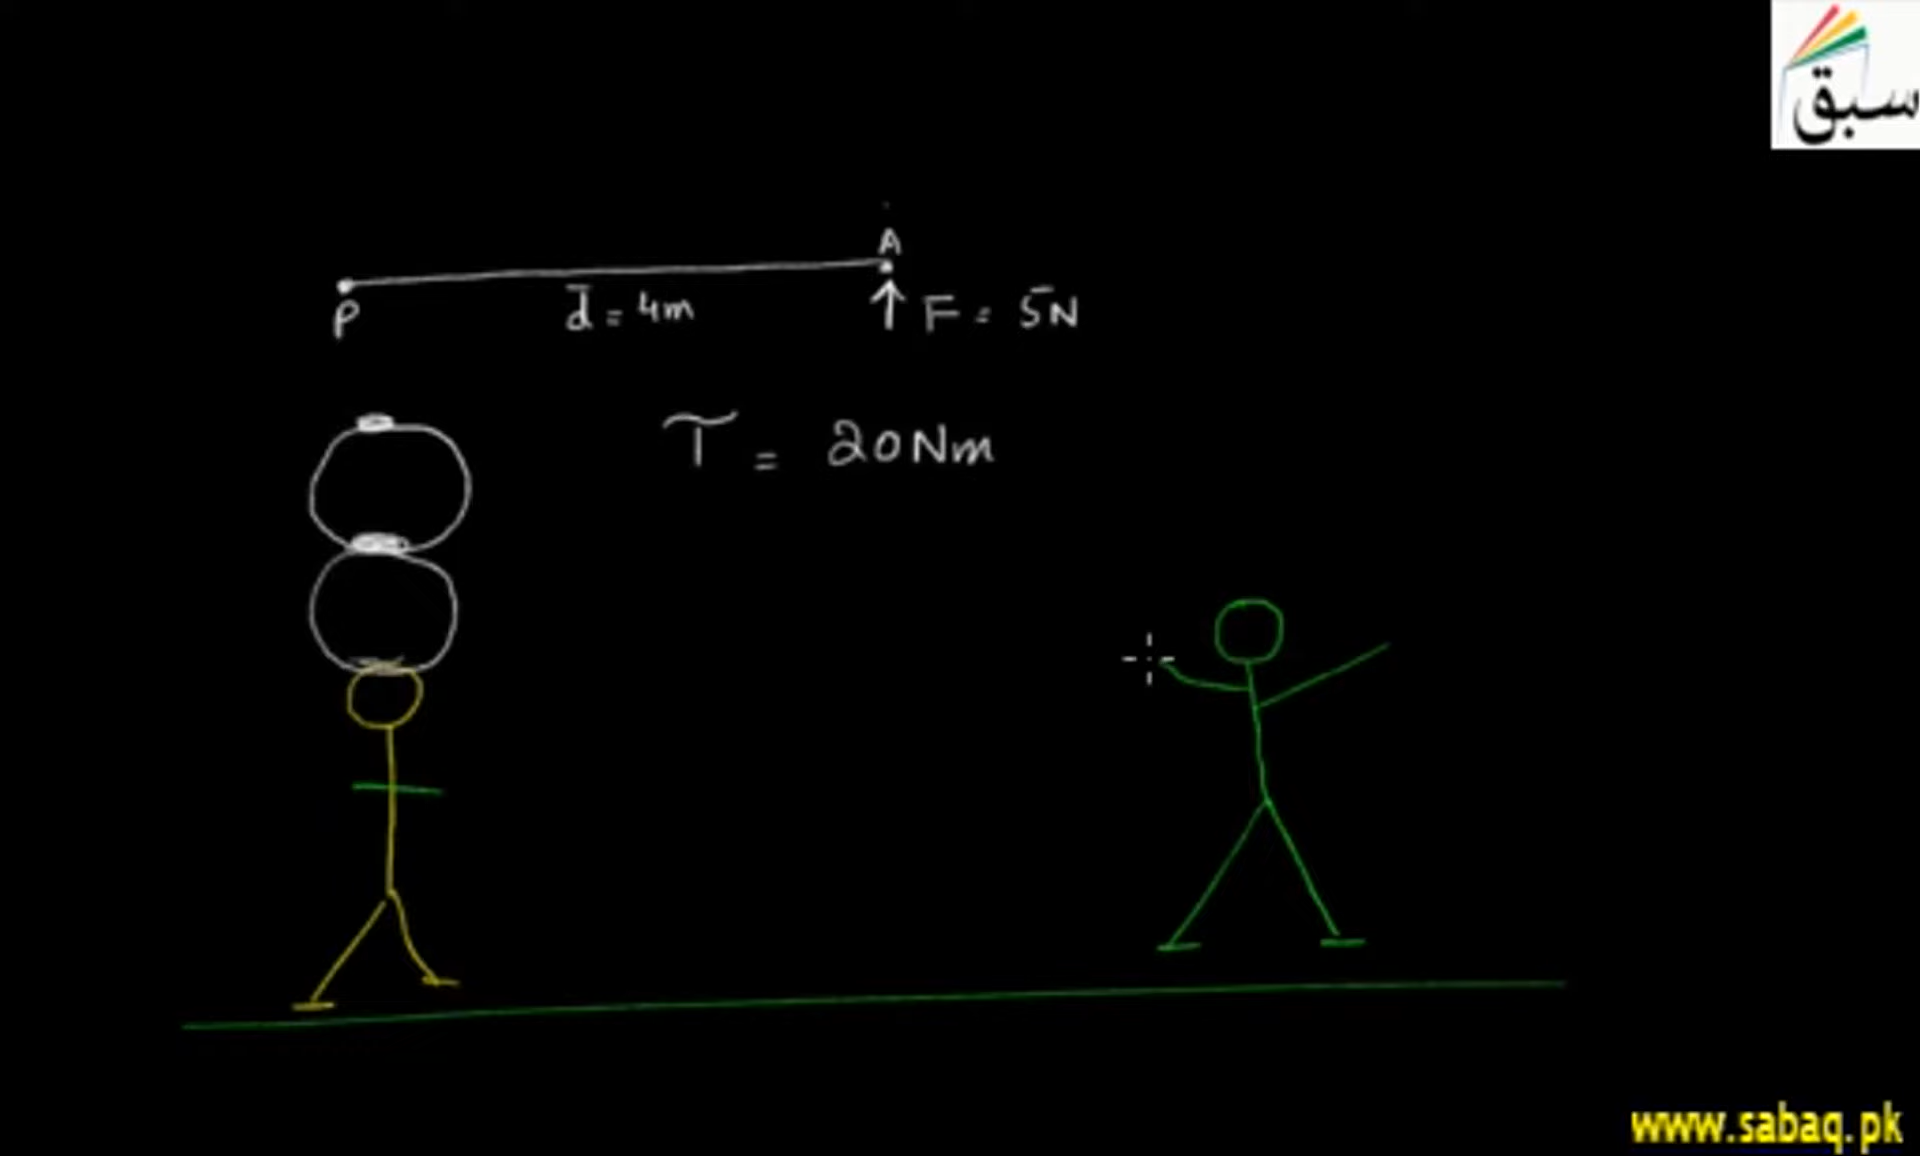 سبق
A
P
d = 4m
F = 5N
τ = 20Nm
www.sabaq.pk